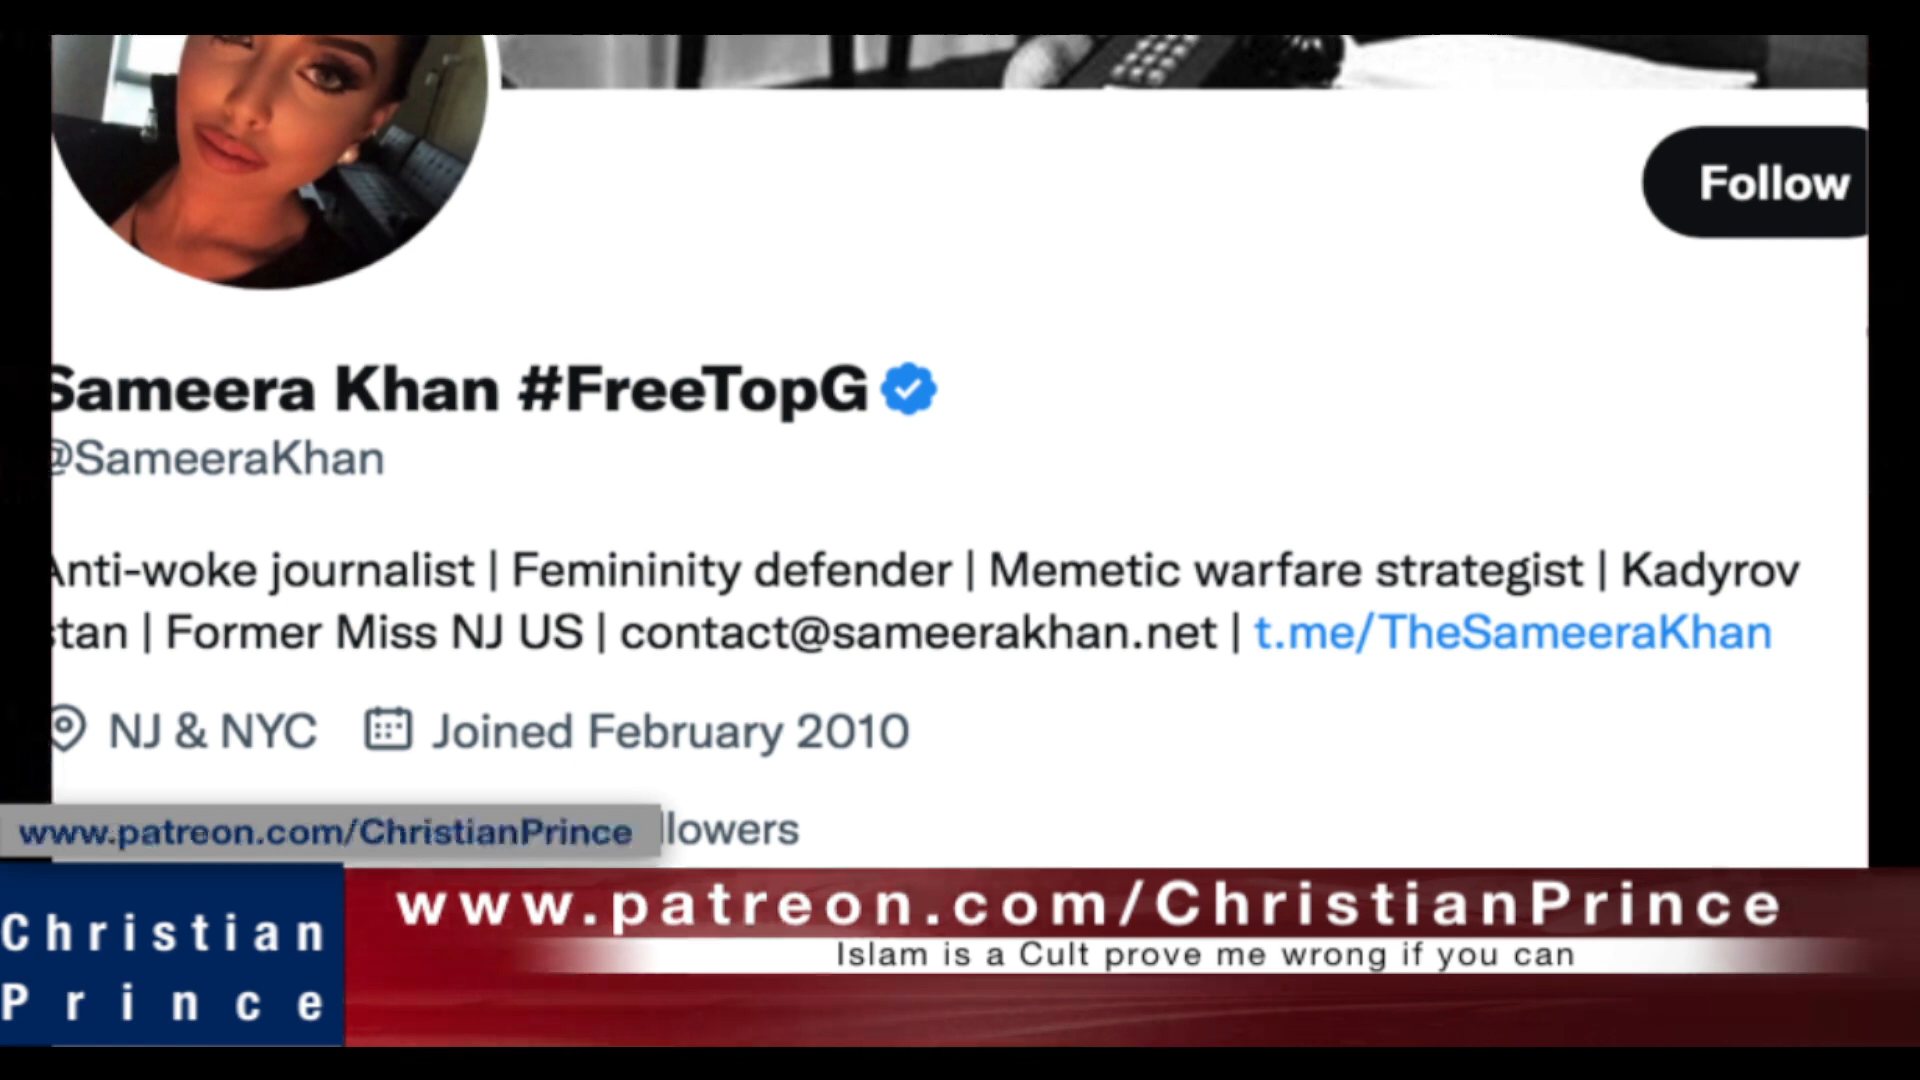 Follow
Sameera Khan #FreeTopG
@SameeraKhan
Anti-woke journalist | Femininity defender | Memetic warfare strategist | Kadyrov
stan | Former Miss NJ US | contact@sameerakhan.net | t.me/TheSameeraKhan
NJ & NYC Joined February 2010
www.patreon.com/ChristianPrince llowers
Christian
Prince
www.patreon.com/ChristianPrince
Islam is a Cult prove me wrong if you can